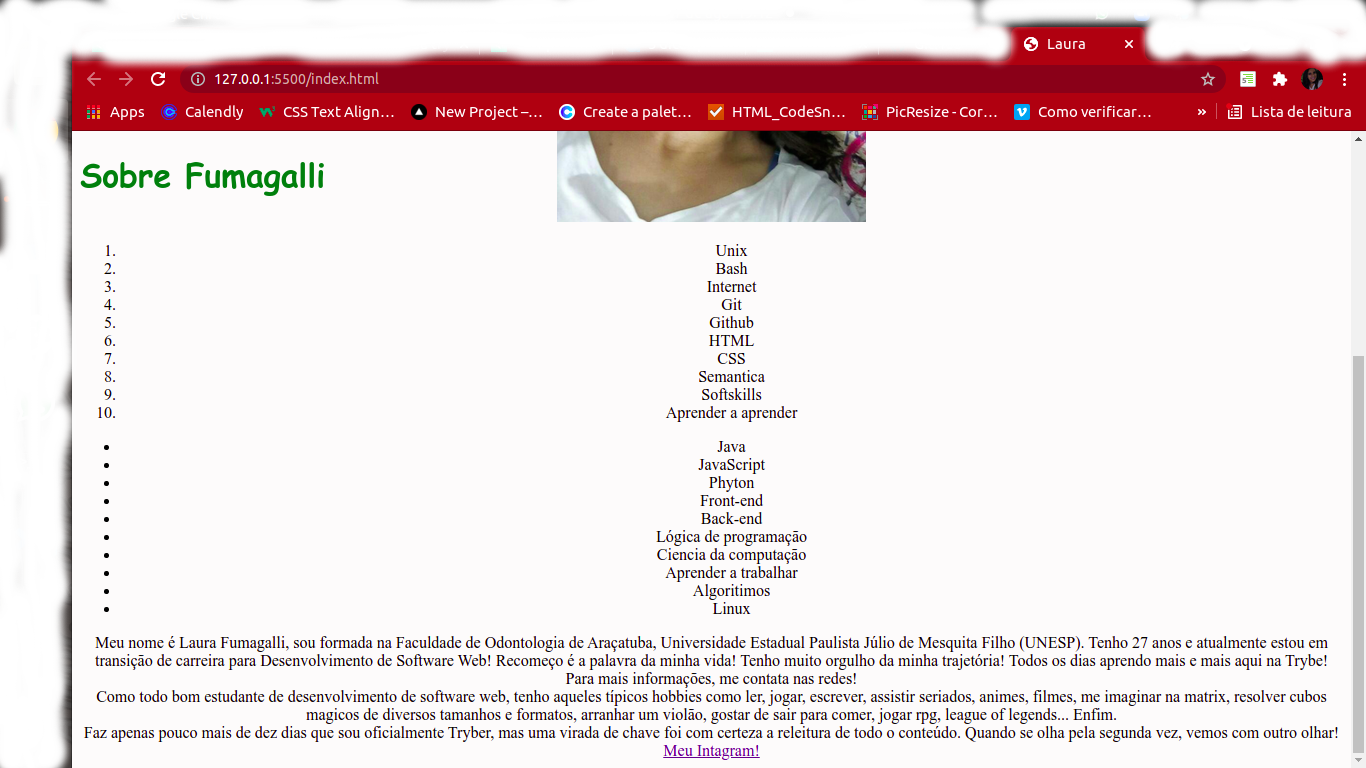 Laura
127.0.0.1:5500/index.html
Apps Calendly CSS Text Align... New Project –... Create a palet... HTML_CodeSn... PicResize - Cor... Como verificar... » Lista de leitura
Sobre Fumagalli
1. Unix
2. Bash
3. Internet
4. Git
5. Github
6. HTML
7. CSS
8. Semantica
9. Softskills
10. Aprender a aprender
• Java
• JavaScript
• Phyton
• Front-end
• Back-end
• Lógica de programação
• Ciencia da computação
• Aprender a trabalhar
• Algoritimos
• Linux
Meu nome é Laura Fumagalli, sou formada na Faculdade de Odontologia de Araçatuba, Universidade Estadual Paulista Júlio de Mesquita Filho (UNESP). Tenho 27 anos e atualmente estou em
transição de carreira para Desenvolvimento de Software Web! Recomeço é a palavra da minha vida! Tenho muito orgulho da minha trajetória! Todos os dias aprendo mais e mais aqui na Trybe!
Para mais informações, me contata nas redes!
Como todo bom estudante de desenvolvimento de software web, tenho aqueles típicos hobbies como ler, jogar, escrever, assistir seriados, animes, filmes, me imaginar na matrix, resolver cubos
magicos de diversos tamanhos e formatos, arranhar um violão, gostar de sair para comer, jogar rpg, league of legends... Enfim.
Faz apenas pouco mais de dez dias que sou oficialmente Tryber, mas uma virada de chave foi com certeza a releitura de todo o conteúdo. Quando se olha pela segunda vez, vemos com outro olhar!
Meu Intagram!